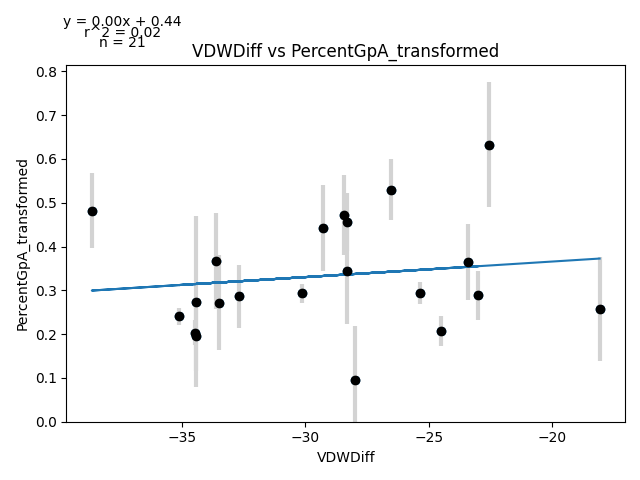 y = 0.00x + 0.44
r^2 = 0.02
n = 21
VDWDiff vs PercentGpA_transformed
PercentGpA_transformed
0.8
0.7
0.6
0.5
0.4
0.3
0.2
0.1
0.0
−35
−30
−25
−20
VDWDiff